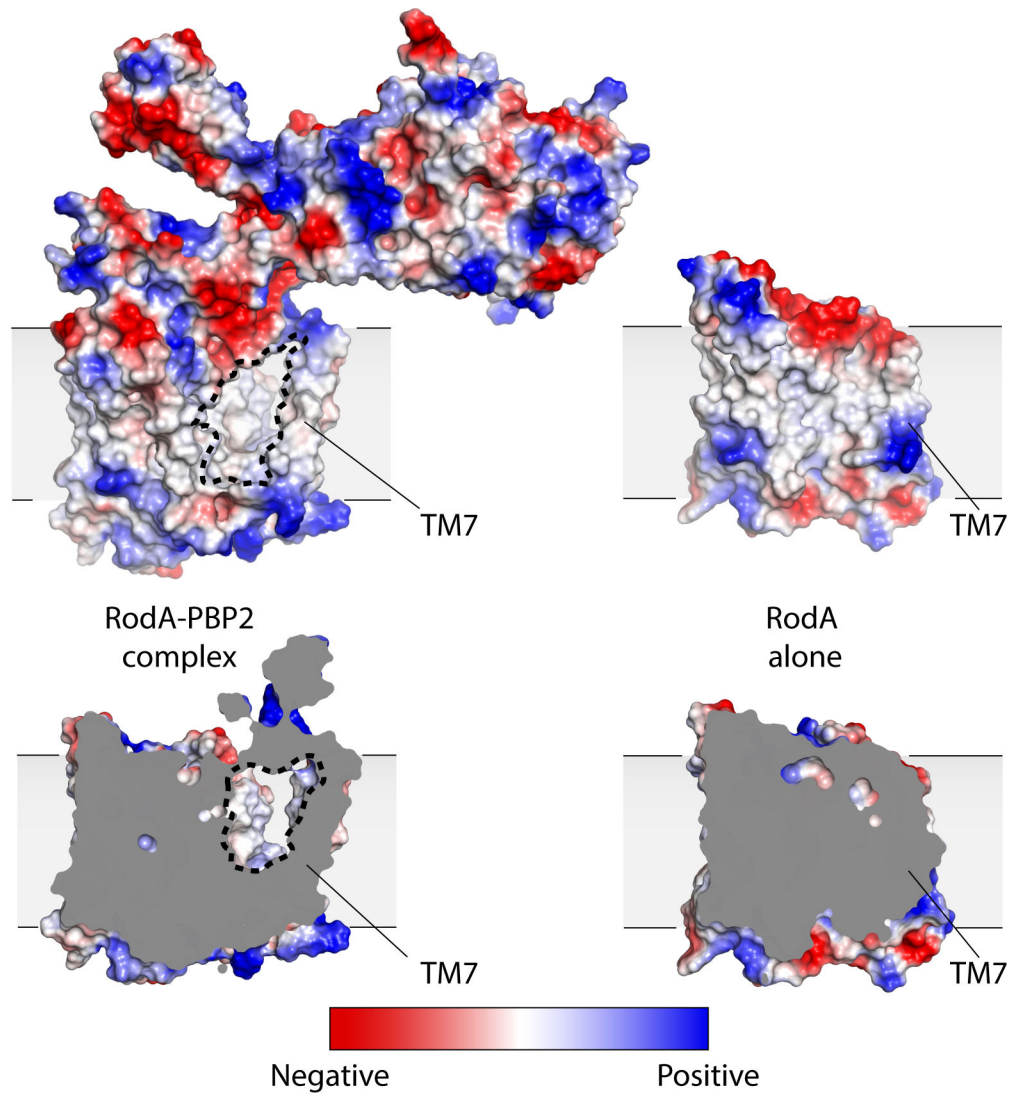 TM7
TM7
RodA-PBP2
complex
RodA
alone
TM7
TM7
Negative
Positive